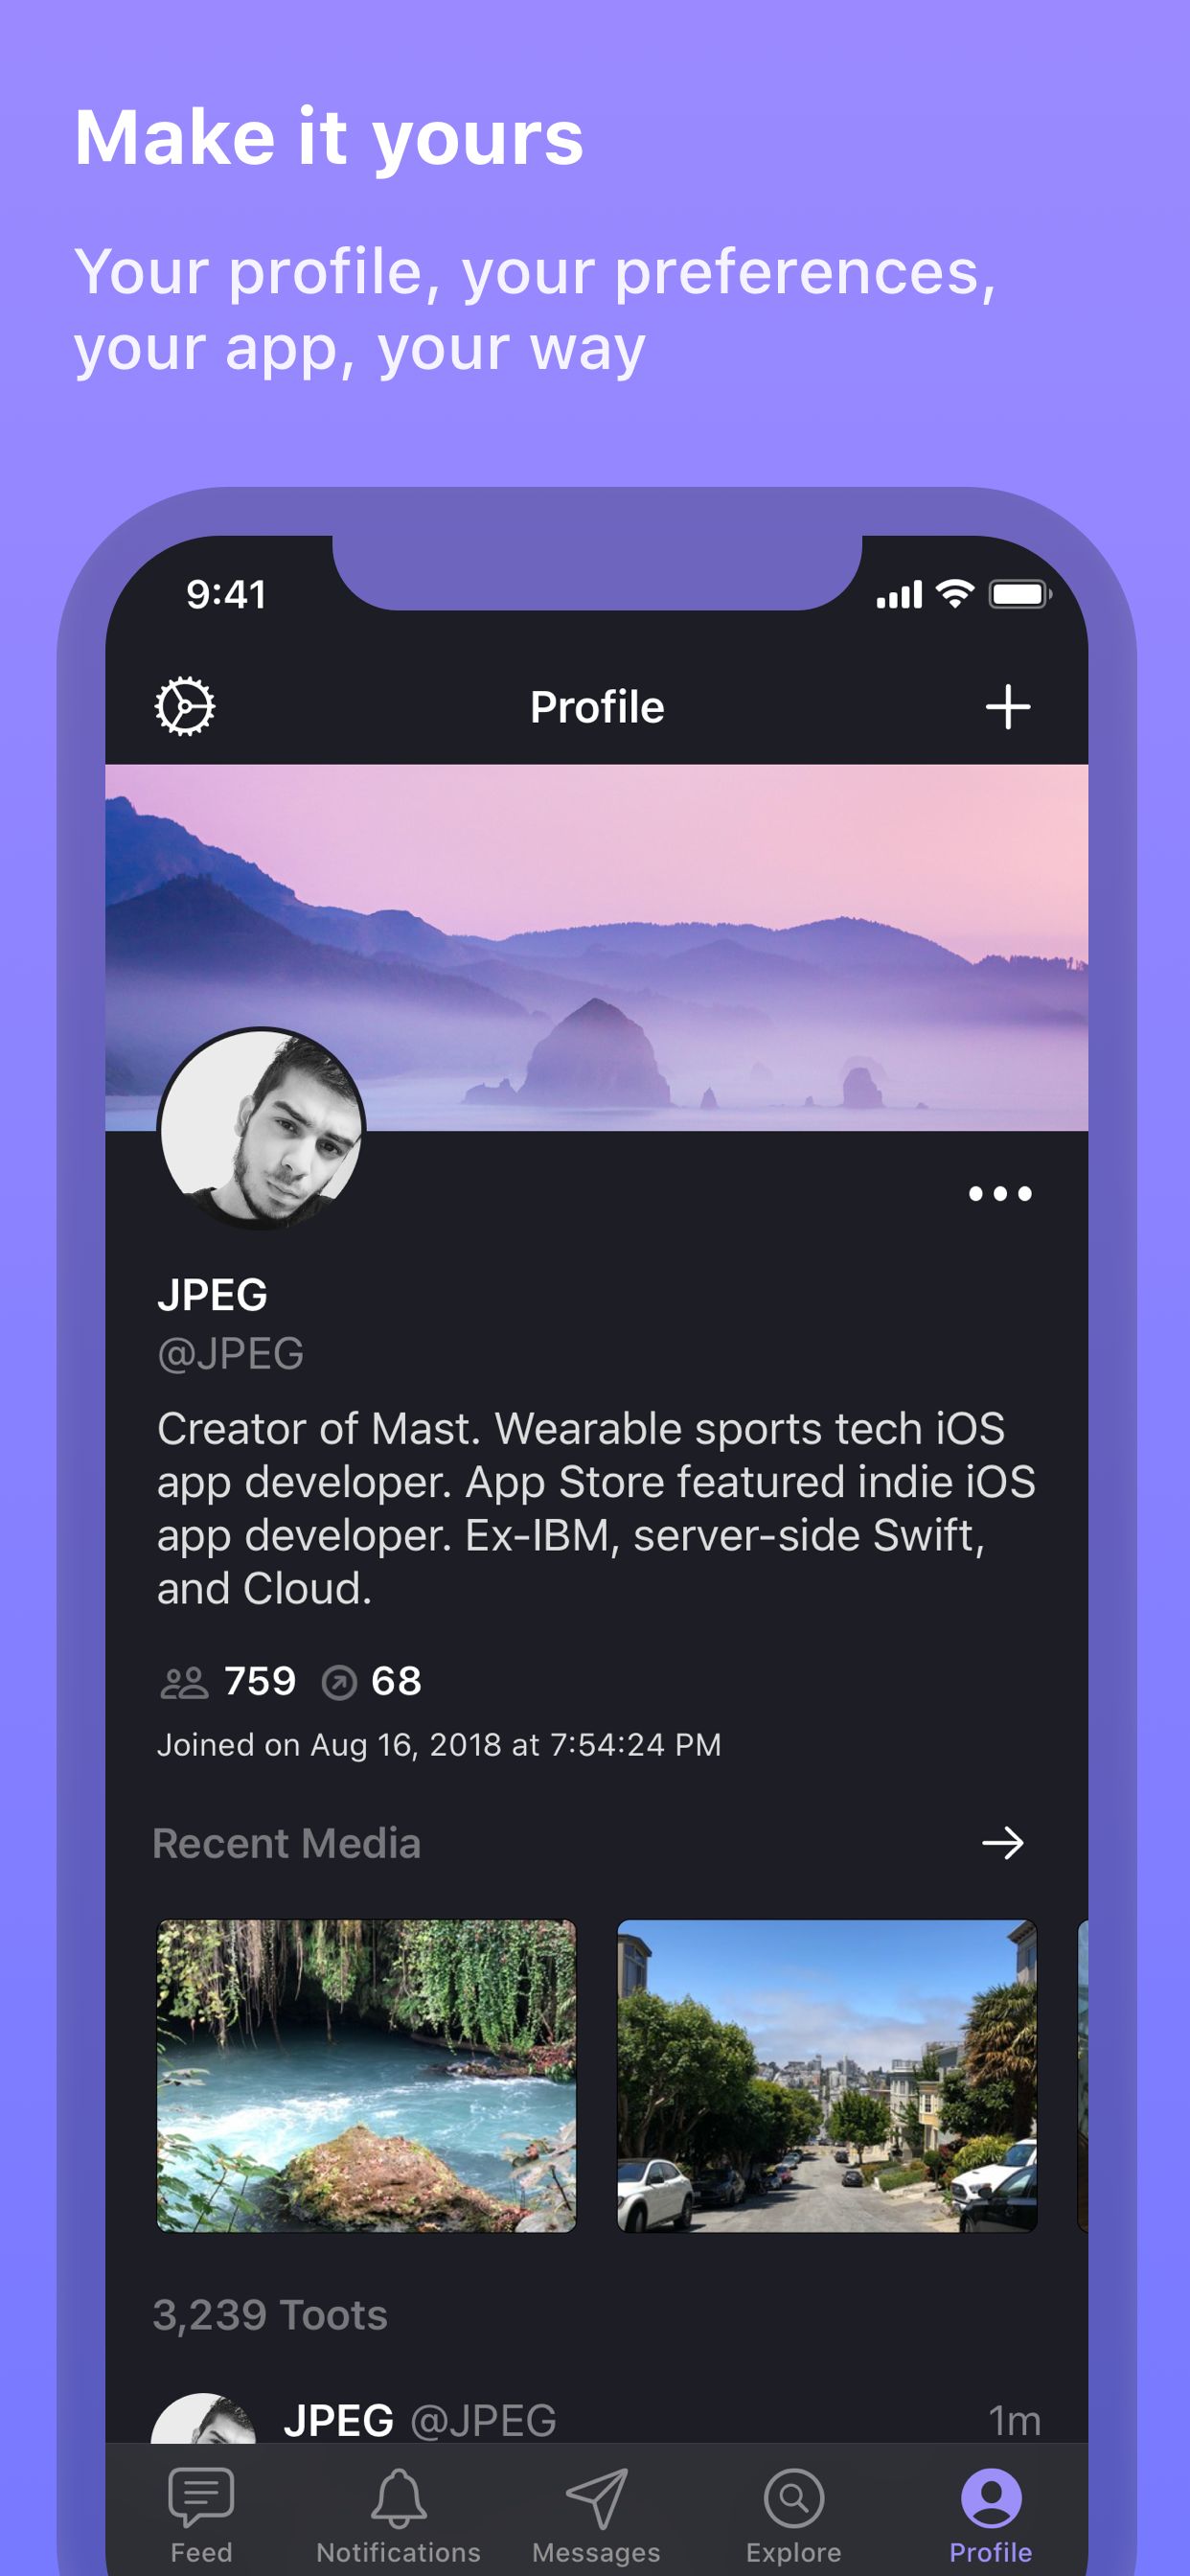 Make it yours
Your profile, your preferences,
your app, your way
9:41
Profile
JPEG
@JPEG
Creator of Mast. Wearable sports tech iOS
app developer. App Store featured indie iOS
app developer. Ex-IBM, server-side Swift,
and Cloud.
759 68
Joined on Aug 16, 2018 at 7:54:24 PM
Recent Media
3,239 Toots
JPEG @JPEG 1m
Feed Notifications Messages Explore Profile